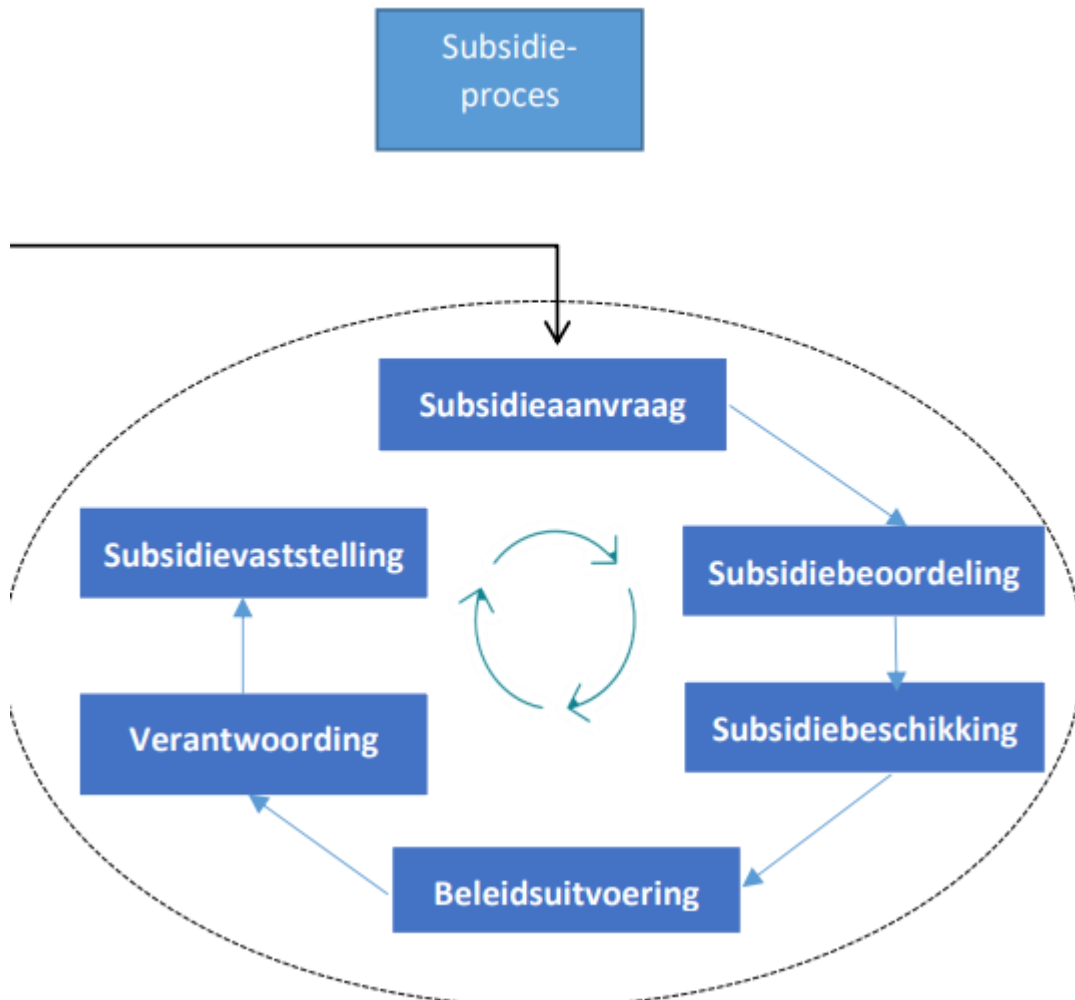 Subsidie-
proces
Subsidieaanvraag
Subsidievaststelling
Subsidiebeoordeling
Verantwoording
Subsidiebeschikking
Beleidsuitvoering